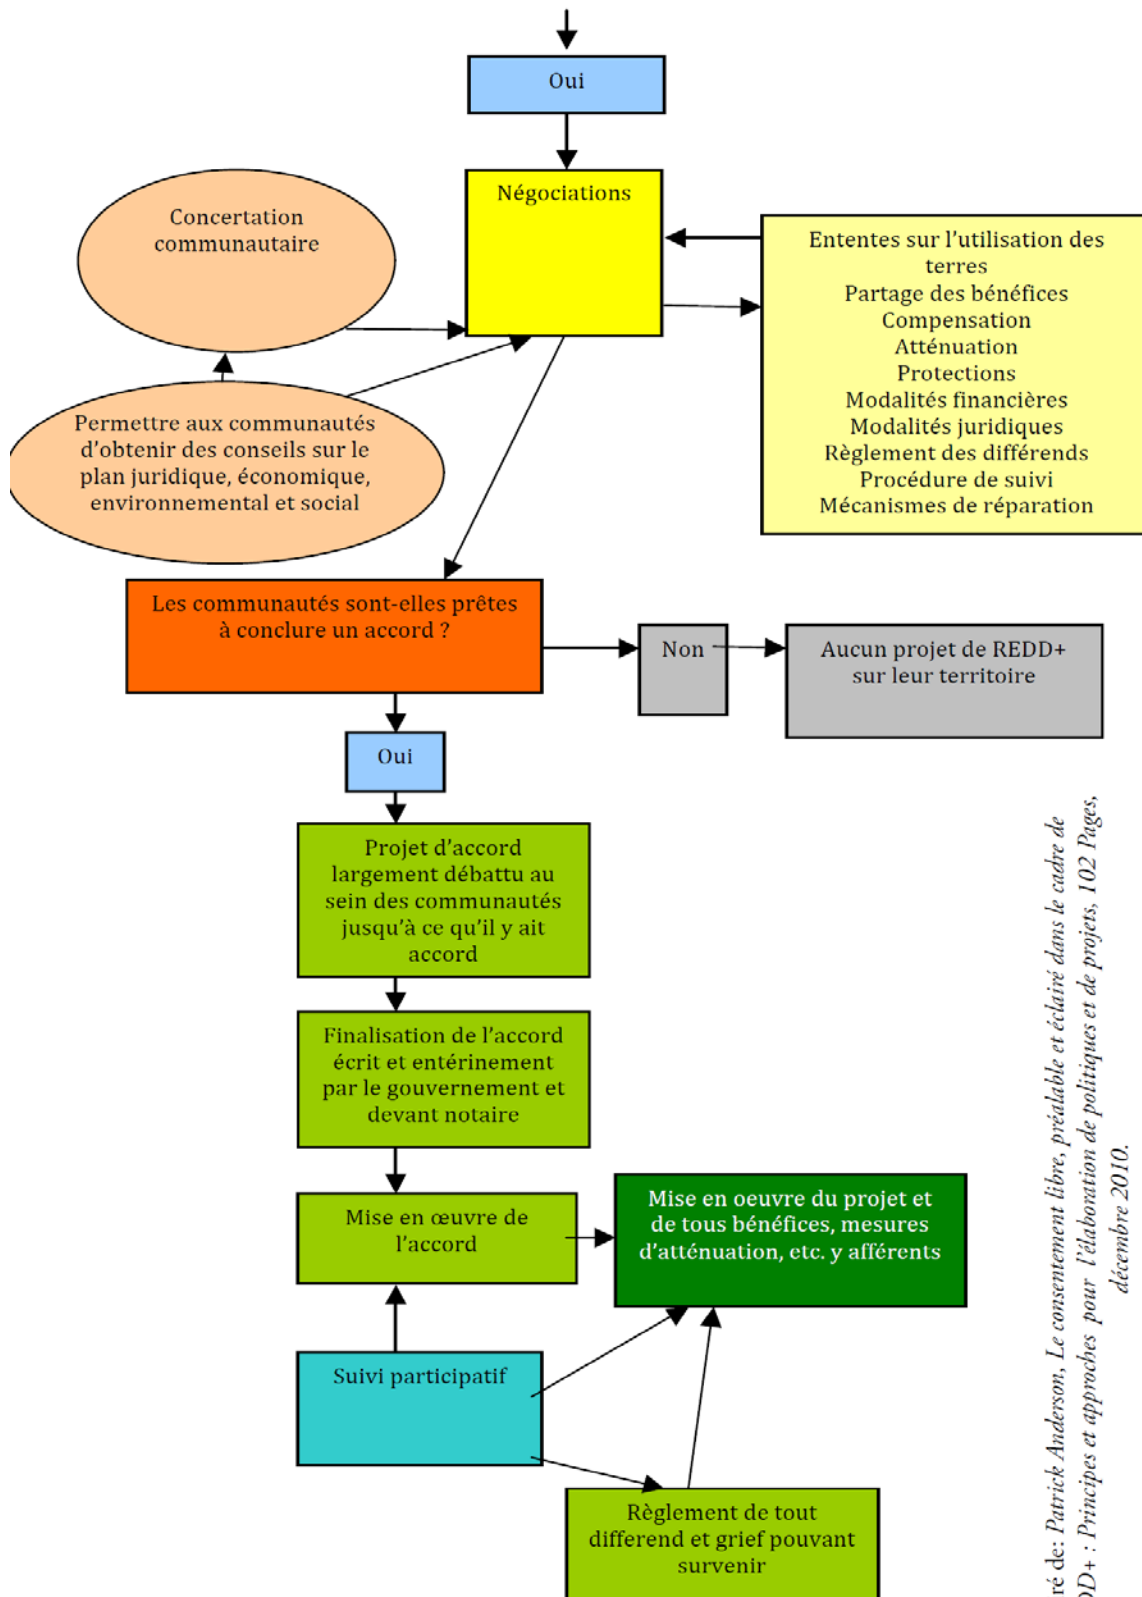 Oui
Négociations
Concertation
communautaire
Ententes sur l'utilisation des
terres
Partage des bénéfices
Compensation
Atténuation
Protections
Modalités financières
Modalités juridiques
Règlement des différends
Procédure de suivi
Mécanismes de réparation
Permettre aux communautés
d'obtenir des conseils sur le
plan juridique, économique,
environnemental et social
Les communautés sont-elles prêtes
à conclure un accord ?
Non
Aucun projet de REDD+
sur leur territoire
Oui
Projet d'accord
largement débattu au
sein des communautés
jusqu'à ce qu'il y ait
accord
Finalisation de l'accord
écrit et entérinement
par le gouvernement et
devant notaire
Mise en œuvre de
l'accord
Mise en oeuvre du projet et
de tous bénéfices, mesures
d'atténuation, etc. y afférents
Suivi participatif
Règlement de tout
differend et grief pouvant
survenir
de: Patrick Anderson, Le consentement libre, préalable et éclairé dans le cadre de
: Principes et approches pour l'élaboration de politiques et de projets, 102 Pages,
décembre 2010.